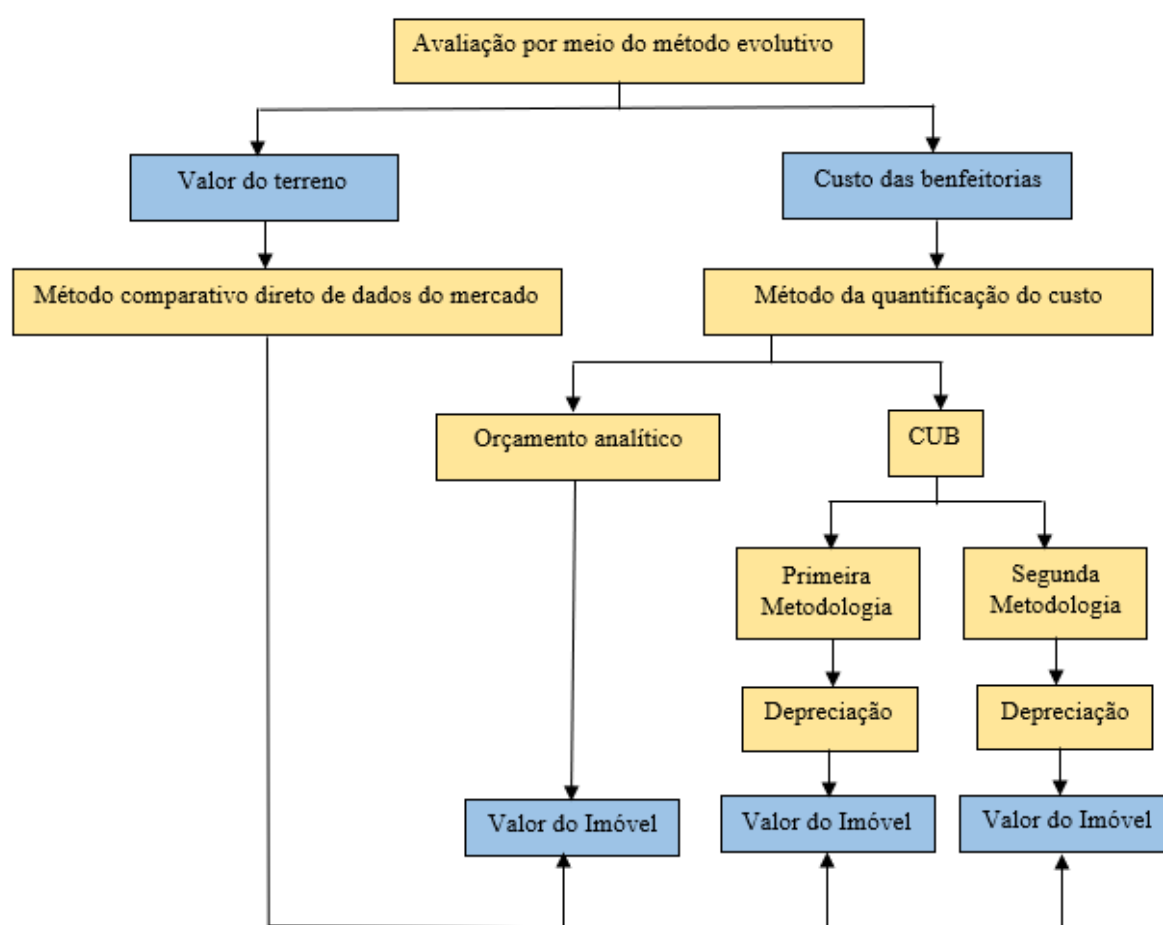 Avaliação por meio do método evolutivo
Valor do terreno
Custo das benfeitorias
Método comparativo direto de dados do mercado
Método da quantificação do custo
Orçamento analítico
CUB
Primeira
Metodologia
Segunda
Metodologia
Depreciação
Depreciação
Valor do Imóvel
Valor do Imóvel
Valor do Imóvel